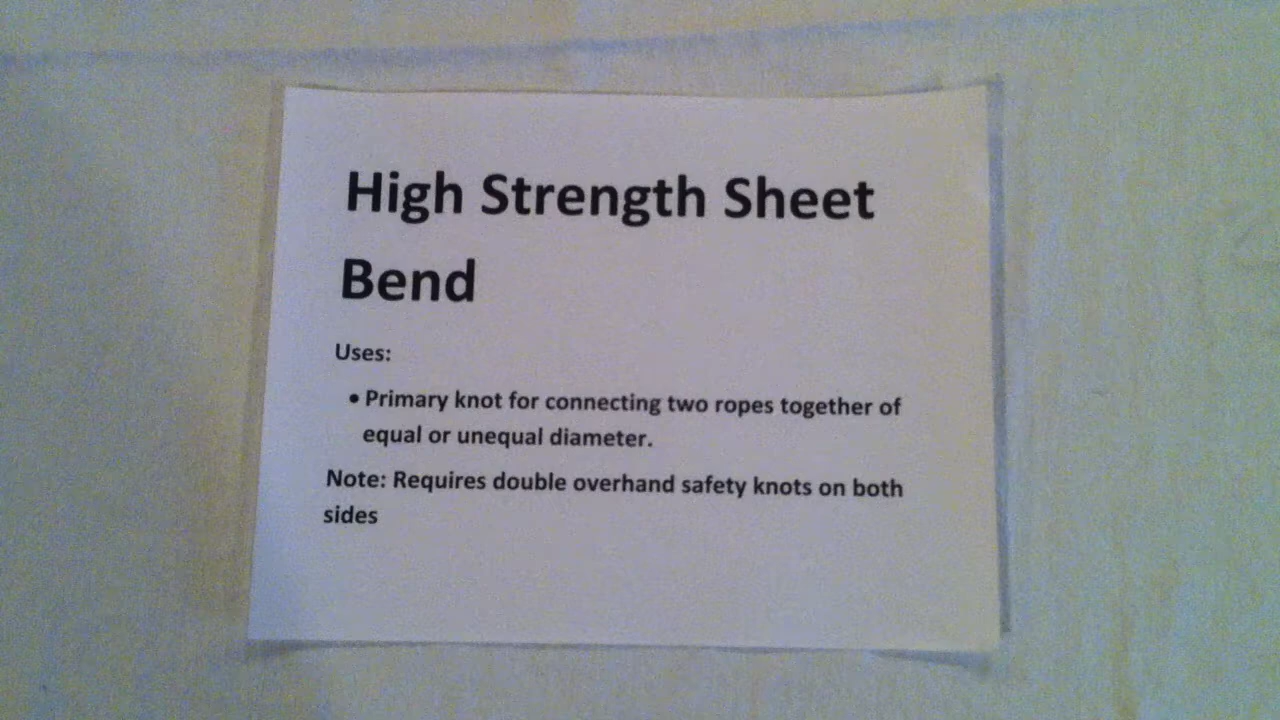 High Strength Sheet
Bend
Uses:
• Primary knot for connecting two ropes together of
equal or unequal diameter.
Note: Requires double overhand safety knots on both
sides